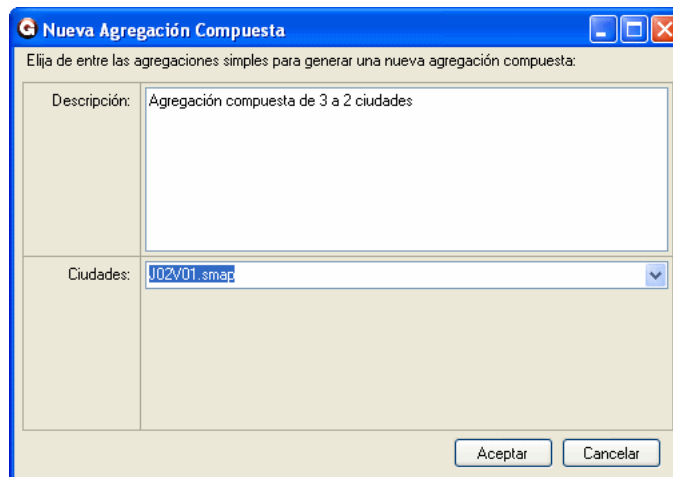 Nueva Agregación Compuesta
Elija de entre las agregaciones simples para generar una nueva agregación compuesta:
Descripción: Agregación compuesta de 3 a 2 ciudades
Ciudades: J02V01.smap
Aceptar Cancelar